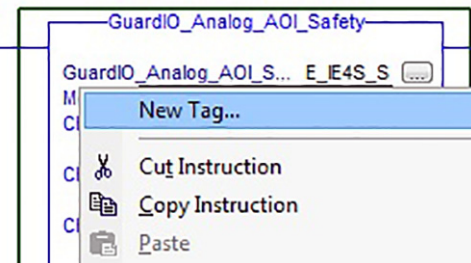 GuardIO_Analog_AOI_Safety
GuardIO_Analog_AOI_S... E_IE4S_S ...
New Tag...
Cut Instruction
Copy Instruction
Paste